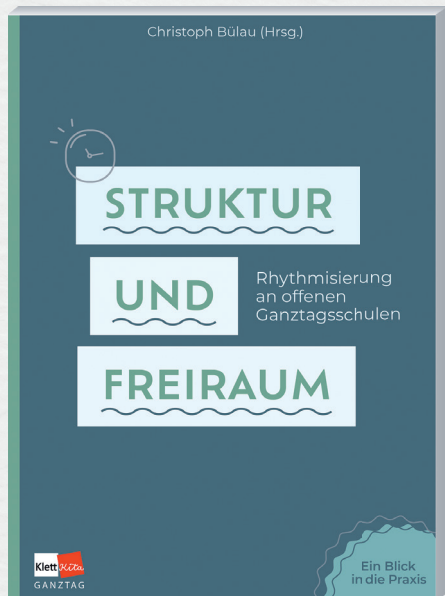 Christoph Bülau (Hrsg.)
STRUKTUR
UND
Rhythmisierung
an offenen
Ganztagsschulen
FREIRAUM
Klett Kita
GANZTAG
Ein Blick
in die Praxis